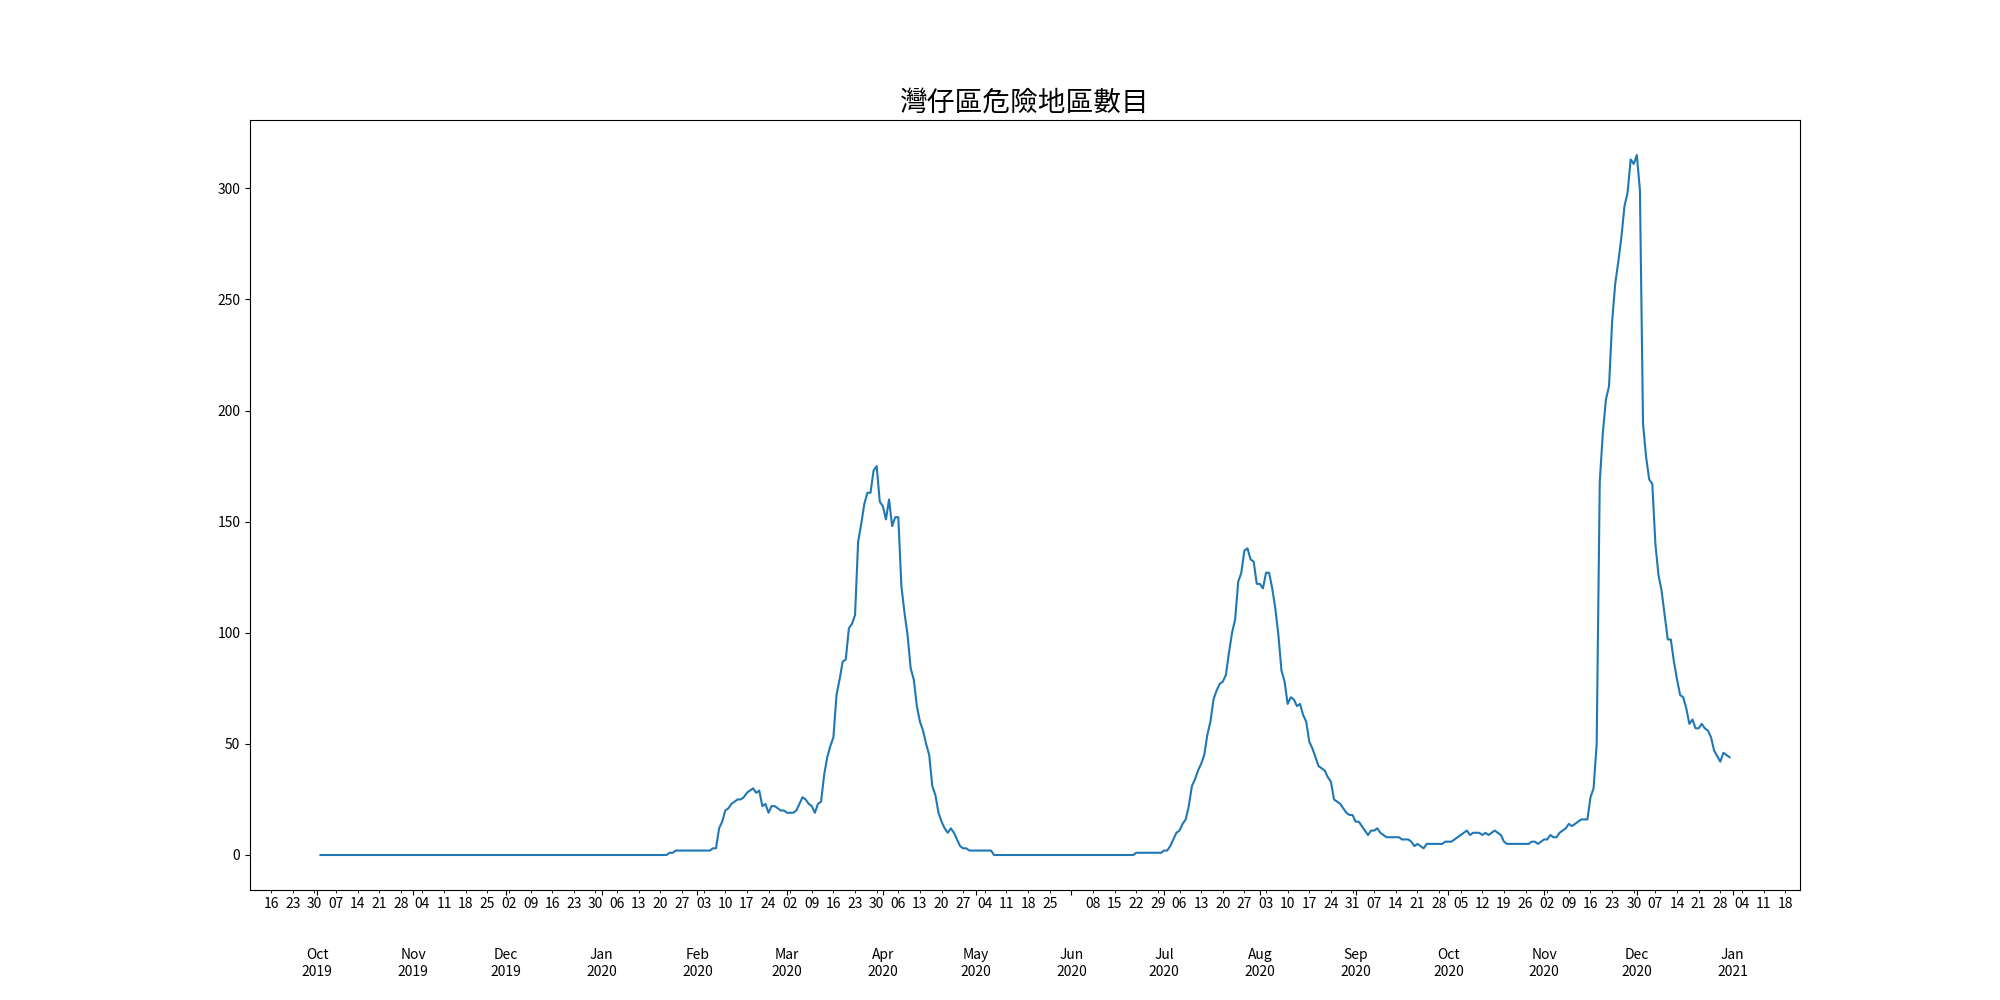 灣仔區危險地區數目
300
250
200
150
100
50
0
16 23 30 07 14 21 28 04 11 18 25 02 09 16 23 30 06 13 20 27 03 10 17 24 02 09 16 23 30 06 13 20 27 04 11 18 25 08 15 22 29 06 13 20 27 03 10 17 24 31 07 14 21 28 05 12 19 26 02 09 16 23 30 07 14 21 28 04 11 18
Oct Nov Dec Jan Feb Mar Apr May Jun Jul Aug Sep Oct Nov Dec Jan
2019 2019 2019 2020 2020 2020 2020 2020 2020 2020 2020 2020 2020 2020 2020 2021